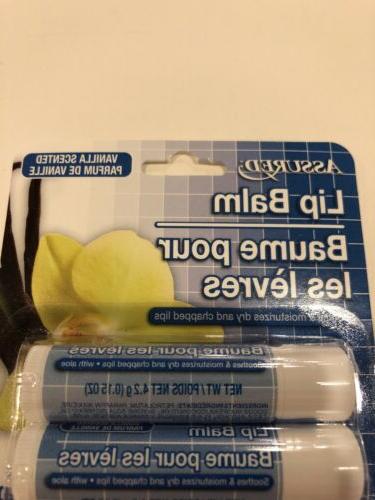 ASSURED
VANILLA SCENTED
PARFUM DE VANILLE
Lip Balm
Baume pour
les lèvres
& moisturizes dry and chapped lips
Baume pour les lèvres
& moisturizes dry and chapped lips • with aloe
NET WT / POIDS NET 4.2 g (0.15 OZ)
Lip Balm
Baume pour les lèvres
Soothes & moisturizes dry and chapped lips • with aloe